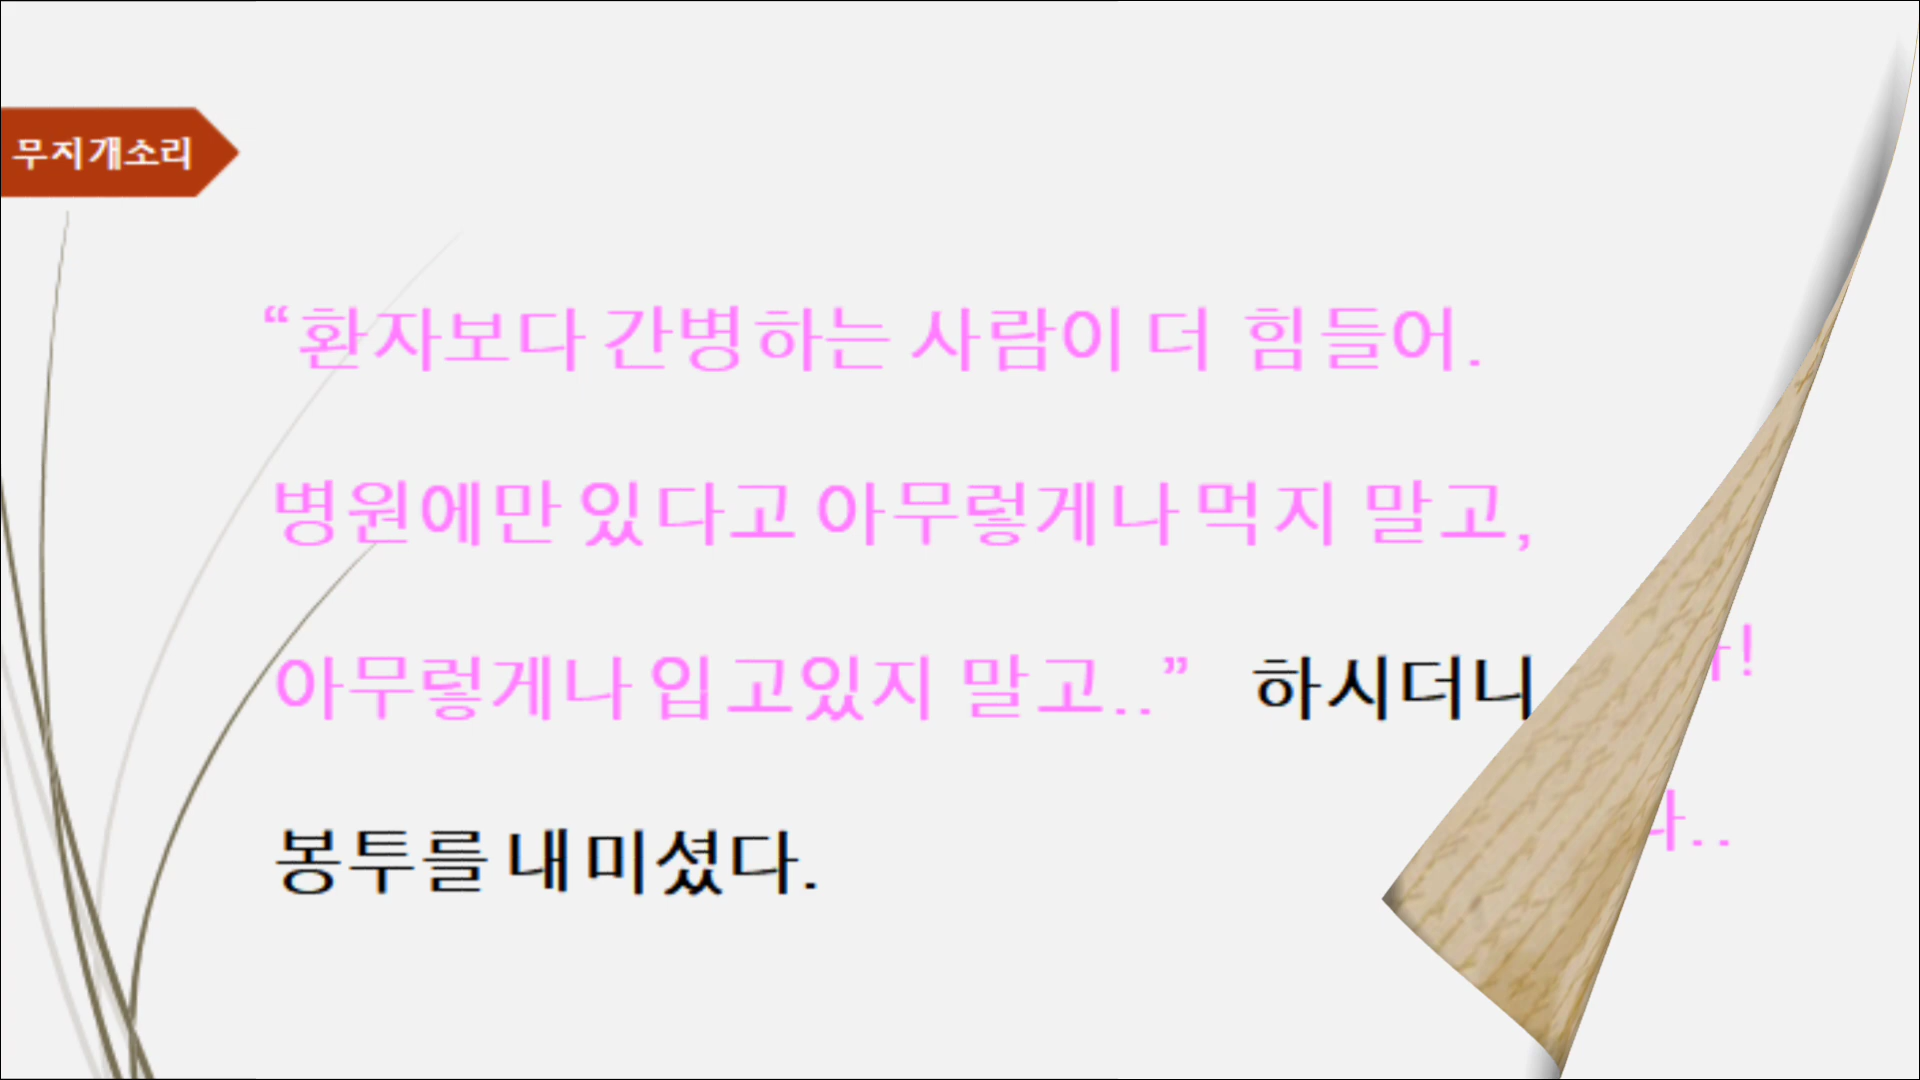 무지개소리
“환자보다 간병하는 사람이 더 힘들어.
병원에만 있다고 아무렇게나 먹지 말고,
아무렇게나 입고있지 말고..” 하시더니
봉투를 내미셨다.